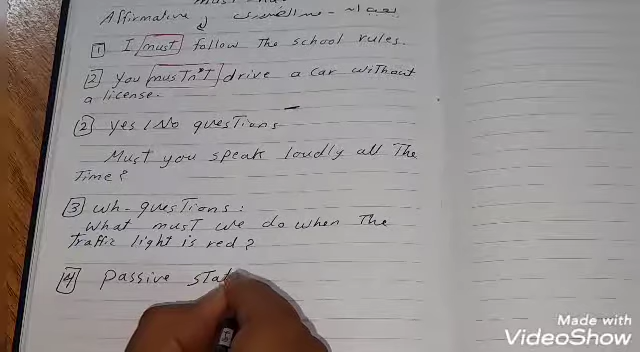 Affirmative
1 I must follow the school rules.
2 You mustn't drive a car without
a license.
2 yes/No questions
Must you speak loudly all The
Time?
3 wh-questions:
What must we do when The
Traffic light is red?
4 Passive stat
Made with
VideoShow